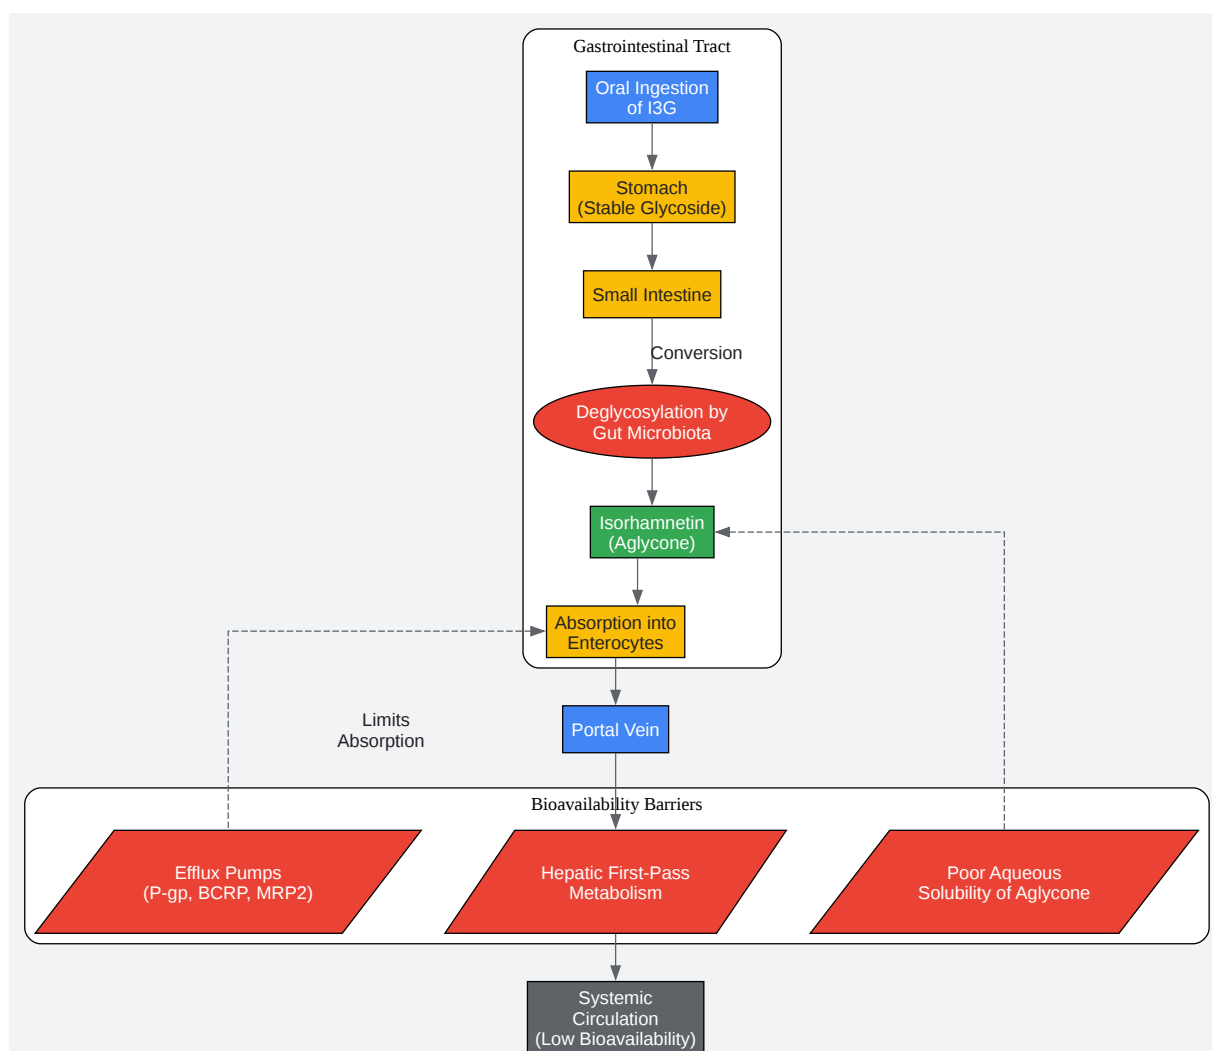 Gastrointestinal Tract
Oral Ingestion
of I3G
Stomach
(Stable Glycoside)
Small Intestine
Conversion
Deglycosylation by
Gut Microbiota
Isorhamnetin
(Aglycone)
Absorption into
Enterocytes
Limits
Absorption
Portal Vein
Bioavailability Barriers
Efflux Pumps
(P-gp, BCRP, MRP2)
Hepatic First-Pass
Metabolism
Poor Aqueous
Solubility of Aglycone
Systemic
Circulation
(Low Bioavailability)